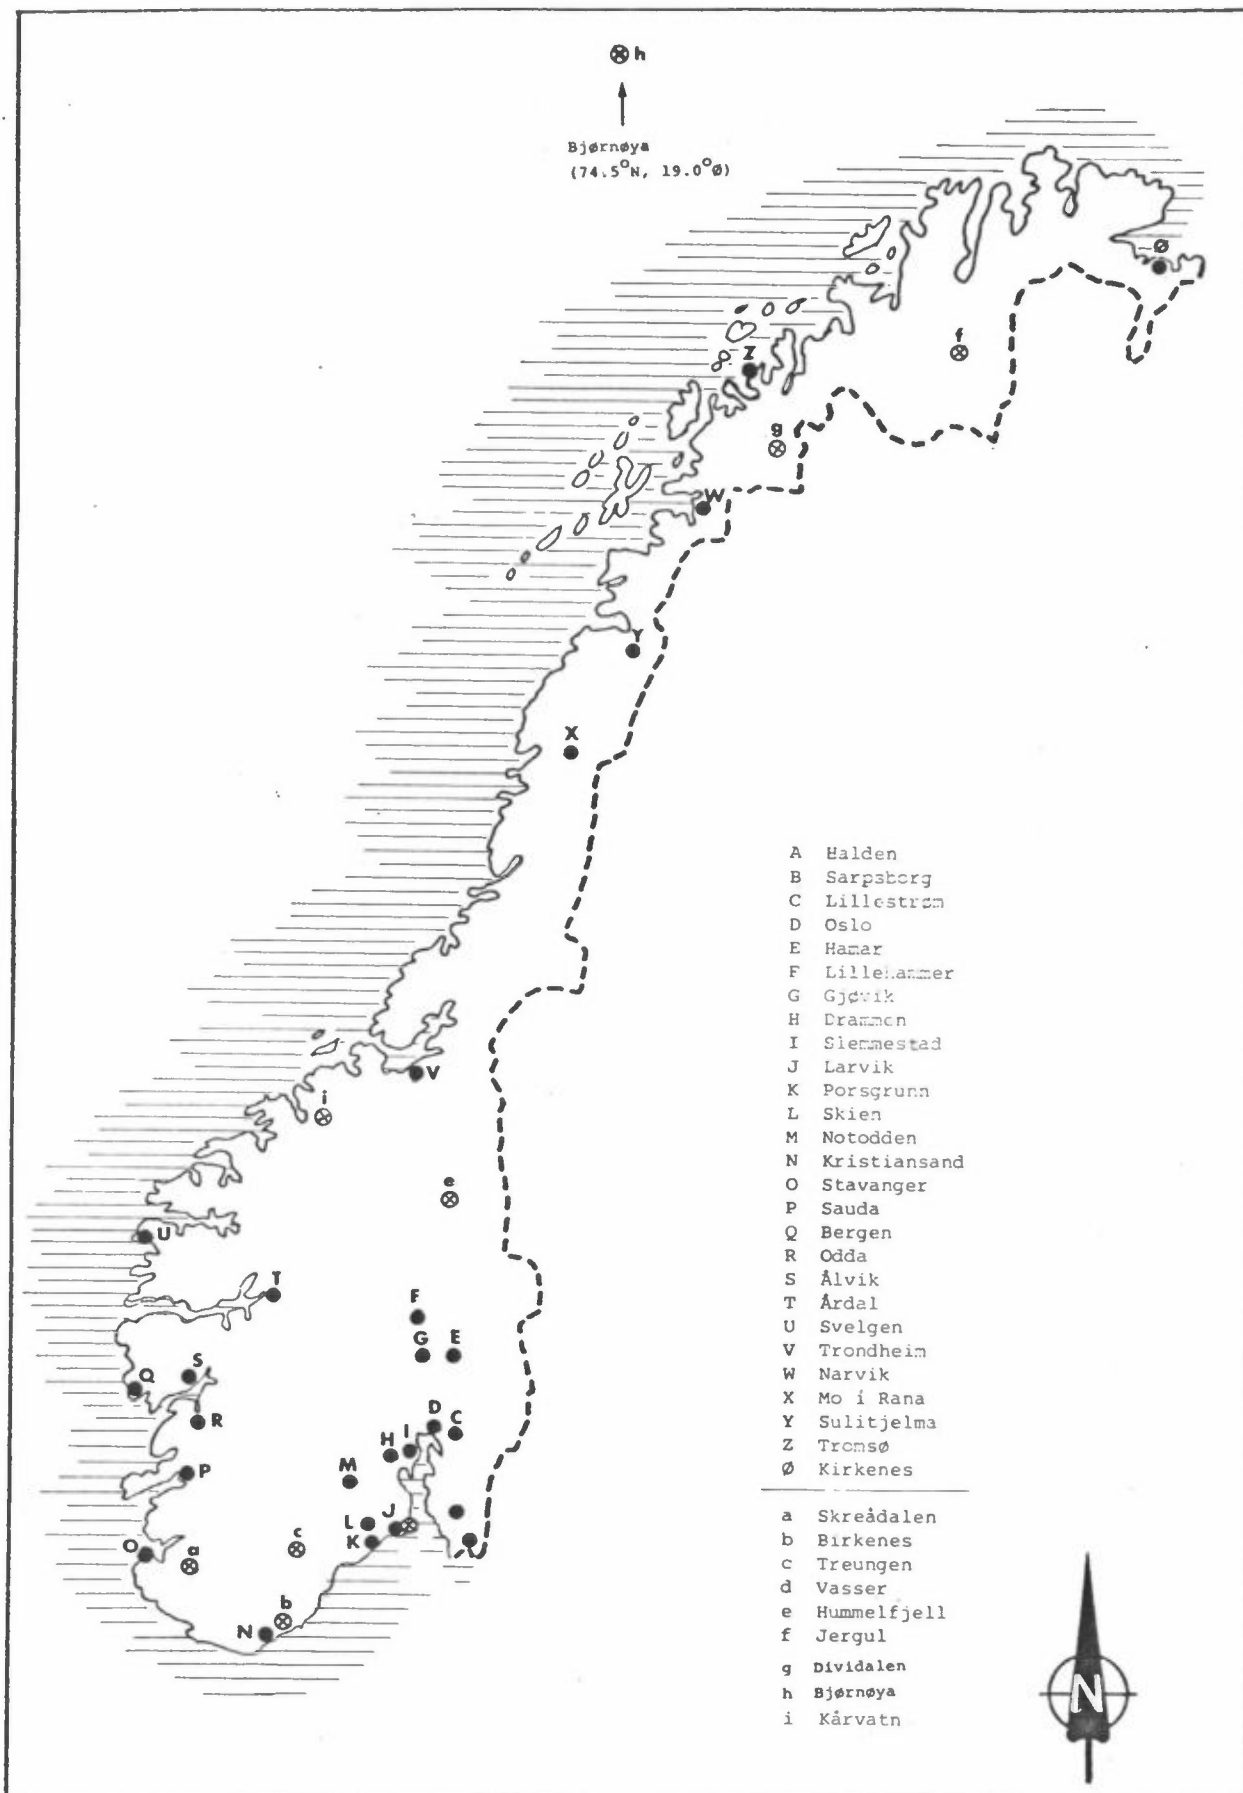 h
Bjørnøya
(74.5°N, 19.0°Ø)
Ø
f
Z
g
W
Y
X
V
i
e
U
T
F
G E
S
Q
D C
R
I
H
P
M
L J
K
c
O a
b
N
A Halden
B Sarpsborg
C Lillestrøm
D Oslo
E Hamar
F Lillehammer
G Gjøvik
H Drammen
I Slemmestad
J Larvik
K Porsgrunn
L Skien
M Notodden
N Kristiansand
O Stavanger
P Sauda
Q Bergen
R Odda
S Ålvik
T Årdal
U Svelgen
V Trondheim
W Narvik
X Mo i Rana
Y Sulitjelma
Z Tromsø
Ø Kirkenes
a Skreådalen
b Birkenes
c Treungen
d Vasser
e Hummelfjell
f Jergul
g Dividalen
h Bjørnøya
i Kårvatn
N